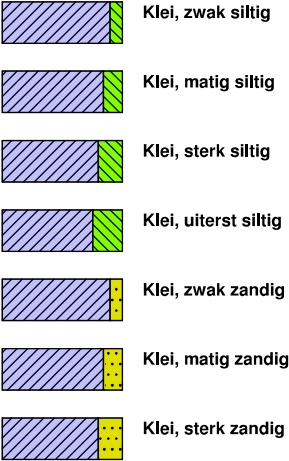 Klei, zwak siltig
Klei, matig siltig
Klei, sterk siltig
Klei, uiterst siltig
Klei, zwak zandig
Klei, matig zandig
Klei, sterk zandig